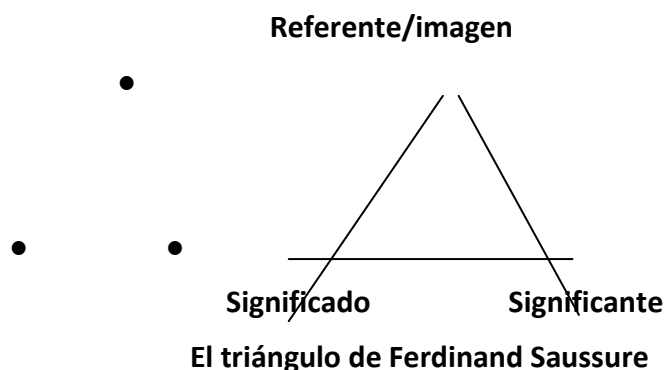 Referente/imagen
Significado Significante
El triángulo de Ferdinand Saussure